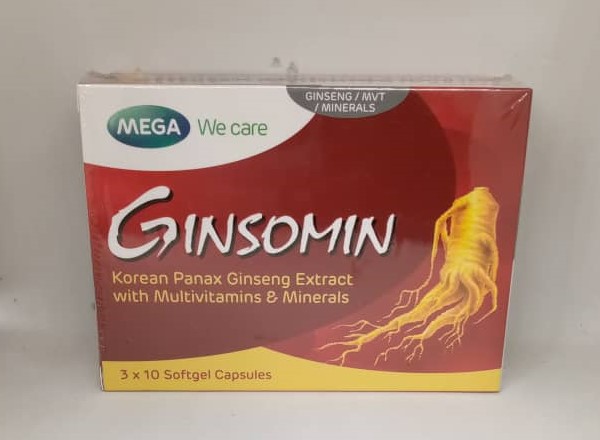 GINSENG / MVT
/ MINERALS
MEGA We care
GINSOMIN
Korean Panax Ginseng Extract
with Multivitamins & Minerals
3 x 10 Softgel Capsules